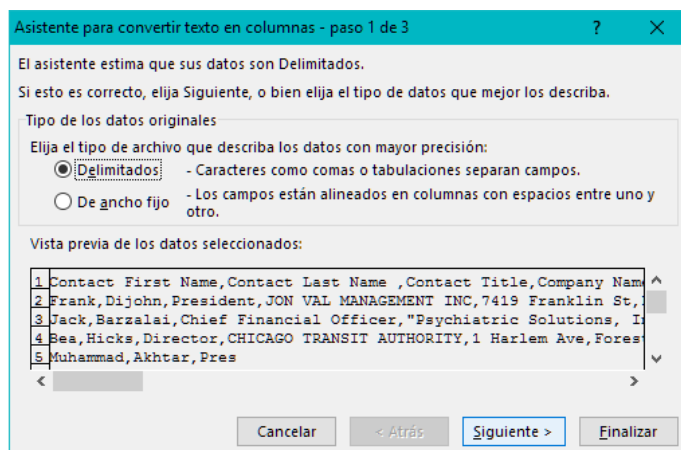 Asistente para convertir texto en columnas - paso 1 de 3 ? X
El asistente estima que sus datos son Delimitados.
Si esto es correcto, elija Siguiente, o bien elija el tipo de datos que mejor los describa.
Tipo de los datos originales
Elija el tipo de archivo que describa los datos con mayor precisión:
Delimitados - Caracteres como comas o tabulaciones separan campos.
De ancho fijo - Los campos están alineados en columnas con espacios entre uno y
otro.
Vista previa de los datos seleccionados:
1 Contact First Name,Contact Last Name ,Contact Title,Company Nam
2 Frank,Dijohn,President,JON VAL MANAGEMENT INC,7419 Franklin St,
3 Jack,Barzalai,Chief Financial Officer,"Psychiatric Solutions, I
4 Bea,Hicks,Director,CHICAGO TRANSIT AUTHORITY,1 Harlem Ave,Fores
5 Muhammad,Akhtar,Pres
Cancelar < Atrás Siguiente > Finalizar